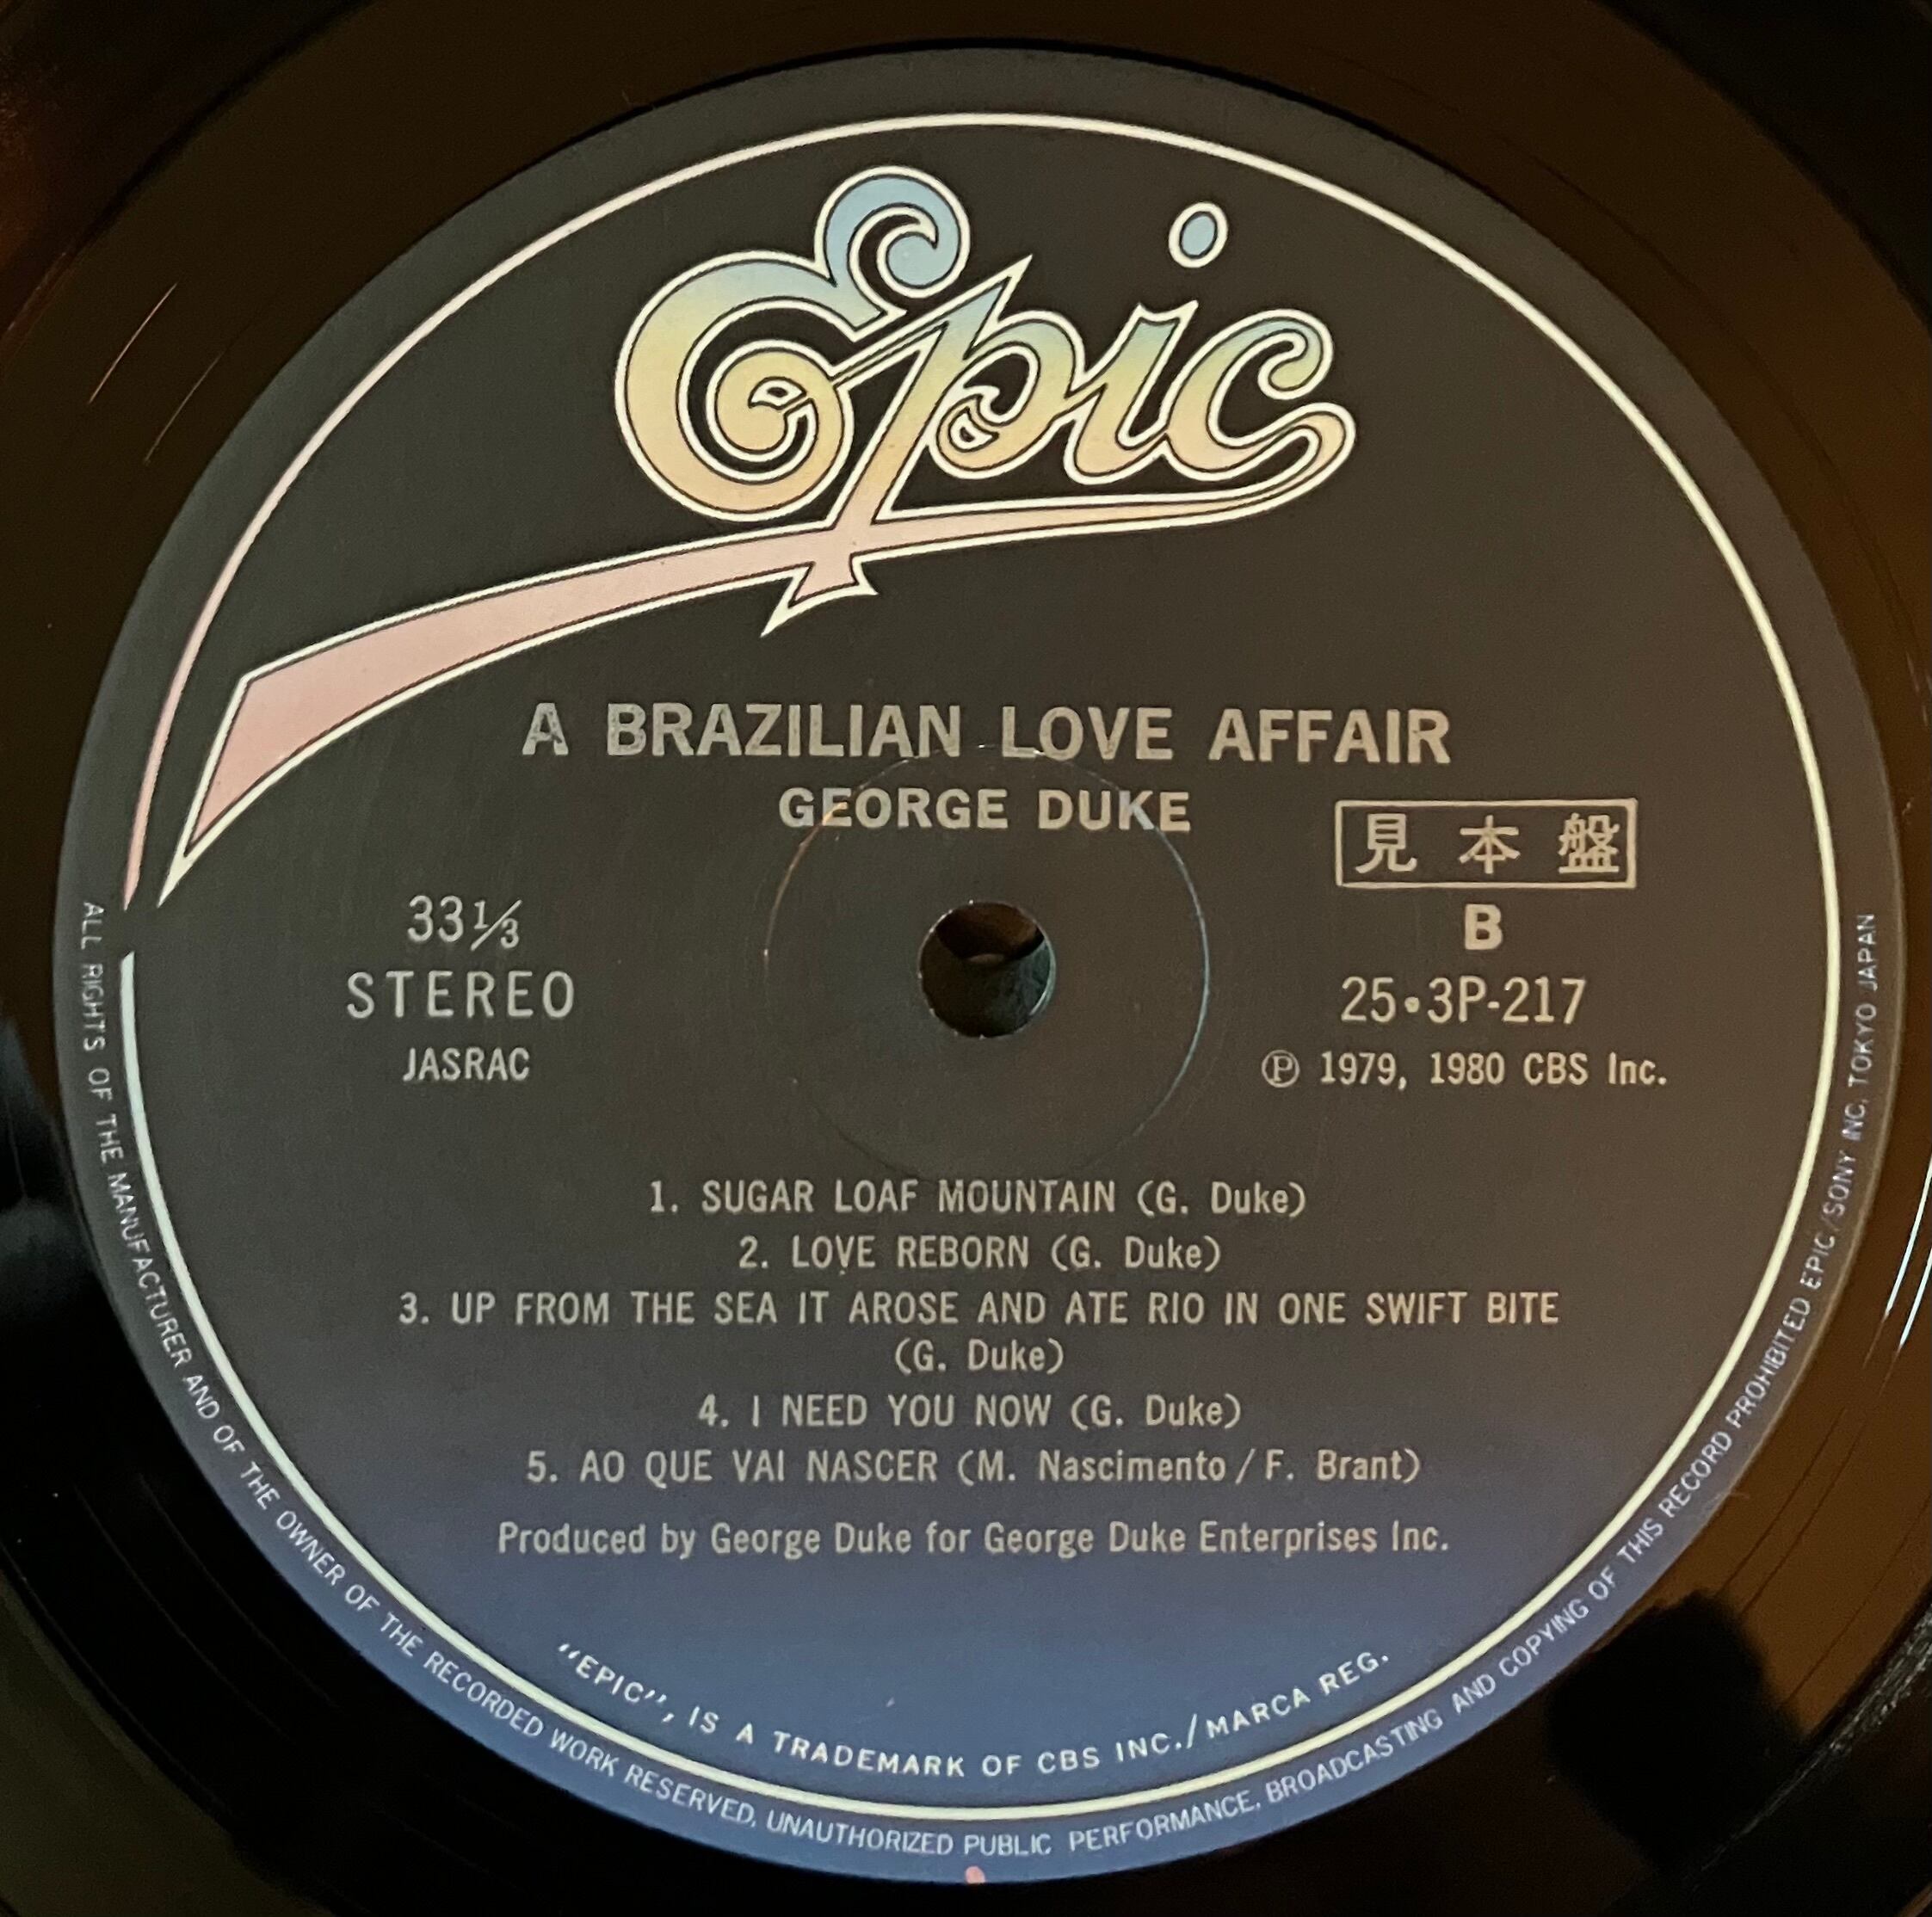 Epic
A BRAZILIAN LOVE AFFAIR
GEORGE DUKE
見本盤
33 1/3
STEREO
JASRAC
B
25•3P-217
℗ 1979, 1980 CBS Inc.
1. SUGAR LOAF MOUNTAIN (G. Duke)
2. LOVE REBORN (G. Duke)
3. UP FROM THE SEA IT AROSE AND ATE RIO IN ONE SWIFT BITE
(G. Duke)
4. I NEED YOU NOW (G. Duke)
5. AO QUE VAI NASCER (M. Nascimento / F. Brant)
Produced by George Duke for George Duke Enterprises Inc.
"EPIC", IS A TRADEMARK OF CBS INC./MARCA REG.
ALL RIGHTS OF THE MANUFACTURER AND OF THE OWNER OF THE RECORDED WORK RESERVED, UNAUTHORIZED PUBLIC PERFORMANCE, BROADCASTING AND COPYING OF THIS RECORD PROHIBITED EPIC/SONY INC. TOKYO JAPAN